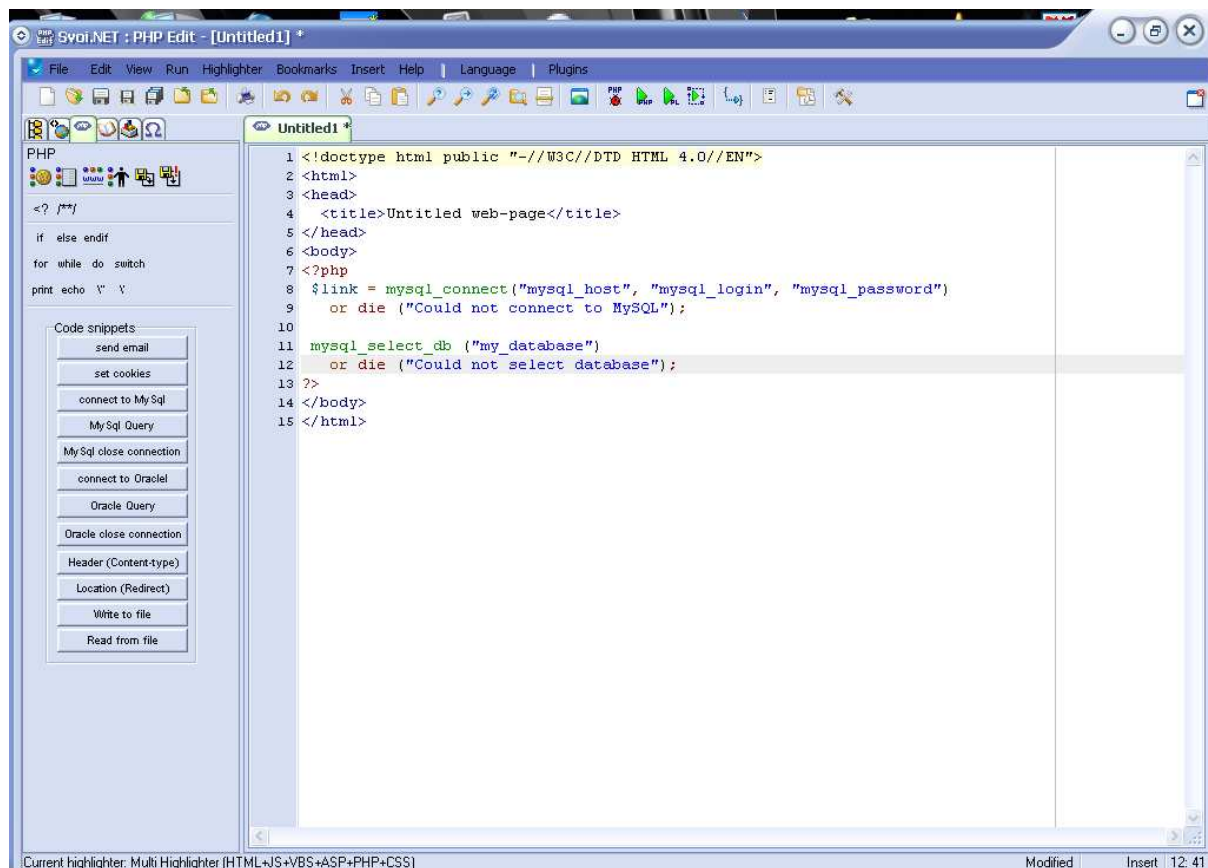 Svoi.NET : PHP Edit - [Untitled1] *
File Edit View Run Highlighter Bookmarks Insert Help | Language | Plugins
Untitled1 *
PHP
<? /**/
if else endif
for while do switch
print echo \" \'
Code snippets
send email
set cookies
connect to MySql
MySql Query
MySql close connection
connect to Oraclel
Oracle Query
Oracle close connection
Header (Content-type)
Location (Redirect)
Write to file
Read from file
1 <!doctype html public "-//W3C//DTD HTML 4.0//EN">
2 <html>
3 <head>
4   <title>Untitled web-page</title>
5 </head>
6 <body>
7 <?php
8  $link = mysql_connect("mysql_host", "mysql_login", "mysql_password")
9    or die ("Could not connect to MySQL");
10
11  mysql_select_db ("my_database")
12    or die ("Could not select database");
13 ?>
14 </body>
15 </html>
Current highlighter: Multi Highlighter (HTML+JS+VBS+ASP+PHP+CSS) Modified Insert 12: 41